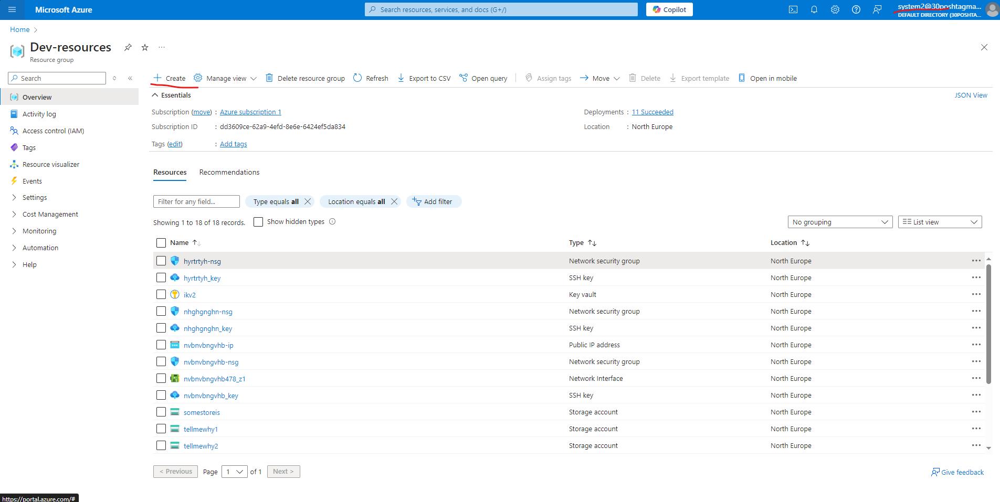 Microsoft Azure
Search resources, services, and docs (G+/)
Copilot
system2@30poshtagma...
DEFAULT DIRECTORY (30POSHTA...
Home
Dev-resources
Resource group
Search
Create
Manage view
Delete resource group
Refresh
Export to CSV
Open query
Assign tags
Move
Delete
Export template
Open in mobile
Overview
Activity log
Access control (IAM)
Tags
Resource visualizer
Events
Settings
Cost Management
Monitoring
Automation
Help
Essentials
JSON View
Subscription (move) : Azure subscription 1
Deployments : 11 Succeeded
Subscription ID : dd3609ce-62a9-4efd-8e6e-6424ef5da834
Location : North Europe
Tags (edit) : Add tags
Resources
Recommendations
Filter for any field...
Type equals all
Location equals all
Add filter
Showing 1 to 18 of 18 records.
Show hidden types
No grouping
List view
Name Type Location
hyrtrtyh-nsg Network security group North Europe
hyrtrtyh_key SSH key North Europe
ikv2 Key vault North Europe
nhghgnghn-nsg Network security group North Europe
nhghgnghn_key SSH key North Europe
nvbnvbngvhb-ip Public IP address North Europe
nvbnvbngvhb-nsg Network security group North Europe
nvbnvbngvhb478_z1 Network Interface North Europe
nvbnvbngvhb_key SSH key North Europe
somestoreis Storage account North Europe
tellmewhy1 Storage account North Europe
tellmewhy2 Storage account North Europe
< Previous Page 1 of 1 Next >
Give feedback
https://portal.azure.com/#